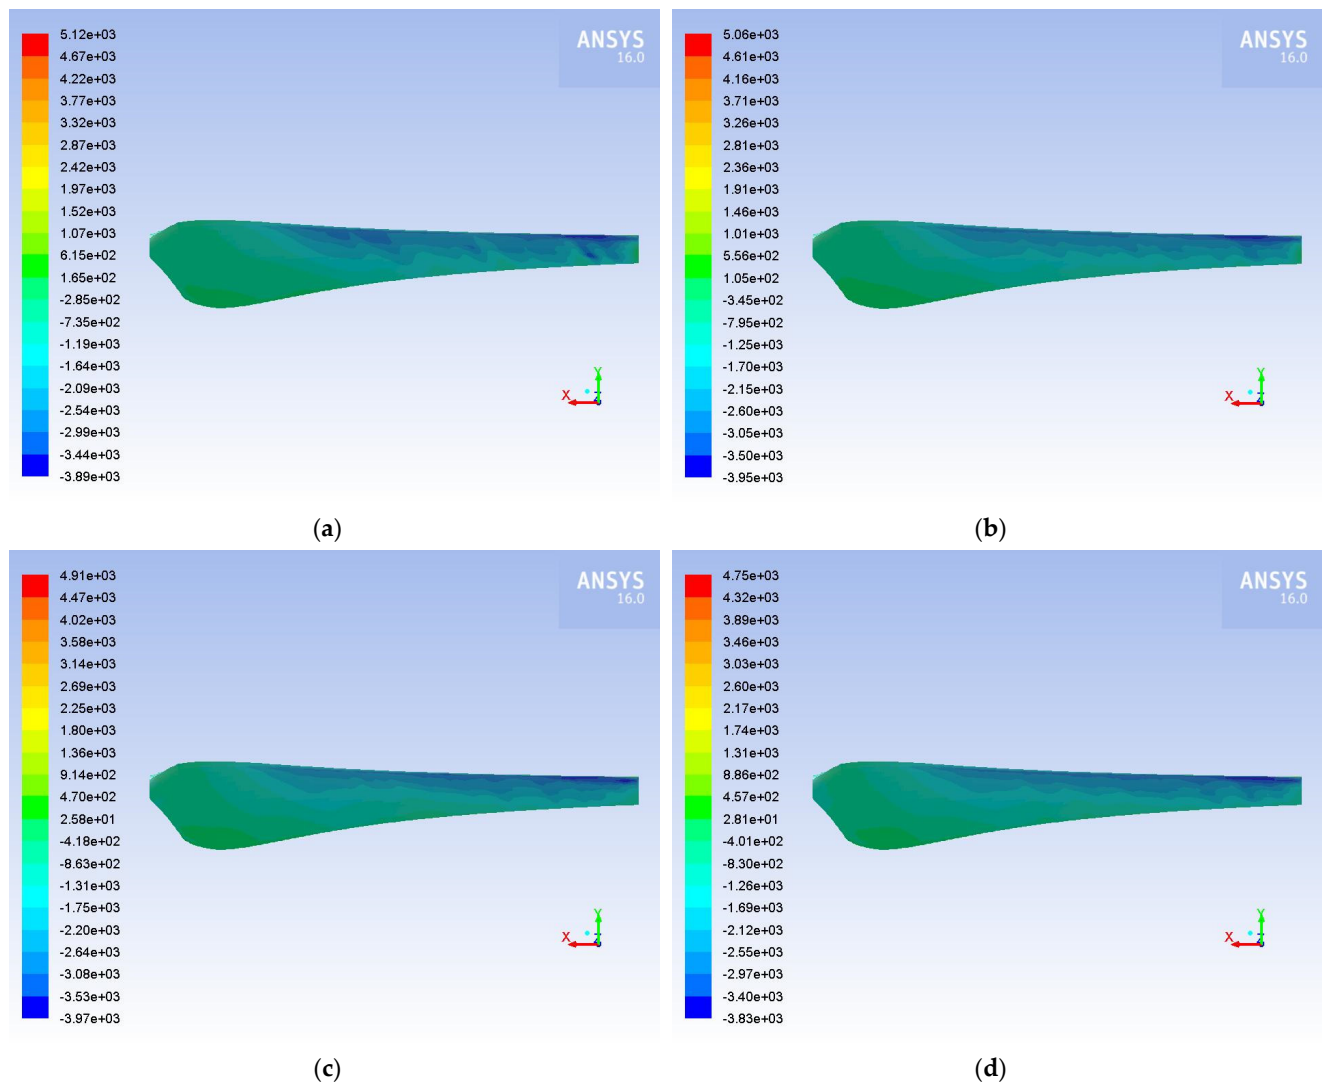 5.12e+03
4.67e+03
4.22e+03
3.77e+03
3.32e+03
2.87e+03
2.42e+03
1.97e+03
1.52e+03
1.07e+03
6.15e+02
1.65e+02
-2.85e+02
-7.35e+02
-1.19e+03
-1.64e+03
-2.09e+03
-2.54e+03
-2.99e+03
-3.44e+03
-3.89e+03
ANSYS
16.0
Y
X
Z
(a)
5.06e+03
4.61e+03
4.16e+03
3.71e+03
3.26e+03
2.81e+03
2.36e+03
1.91e+03
1.46e+03
1.01e+03
5.56e+02
1.05e+02
-3.45e+02
-7.95e+02
-1.25e+03
-1.70e+03
-2.15e+03
-2.60e+03
-3.05e+03
-3.50e+03
-3.95e+03
ANSYS
16.0
Y
X
Z
(b)
4.91e+03
4.47e+03
4.02e+03
3.58e+03
3.14e+03
2.69e+03
2.25e+03
1.80e+03
1.36e+03
9.14e+02
4.70e+02
2.58e+01
-4.18e+02
-8.63e+02
-1.31e+03
-1.75e+03
-2.20e+03
-2.64e+03
-3.08e+03
-3.53e+03
-3.97e+03
ANSYS
16.0
Y
X
Z
(c)
4.75e+03
4.32e+03
3.89e+03
3.46e+03
3.03e+03
2.60e+03
2.17e+03
1.74e+03
1.31e+03
8.86e+02
4.57e+02
2.81e+01
-4.01e+02
-8.30e+02
-1.26e+03
-1.69e+03
-2.12e+03
-2.55e+03
-2.97e+03
-3.40e+03
-3.83e+03
ANSYS
16.0
Y
X
Z
(d)